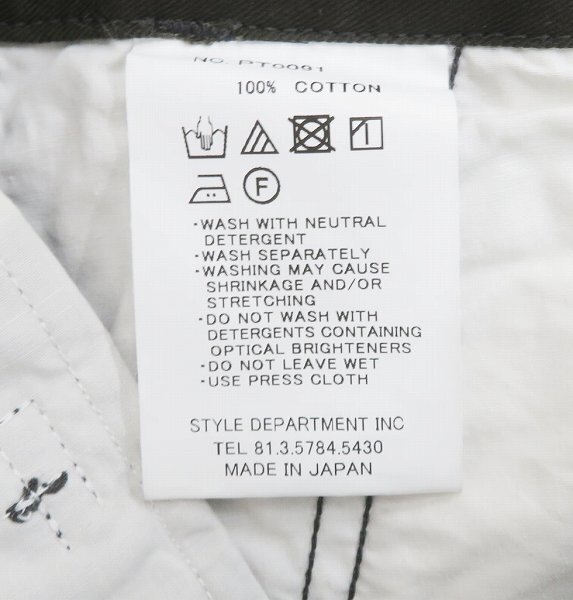 NO. PT0081
100% COTTON
F
・WASH WITH NEUTRAL
DETERGENT
・WASH SEPARATELY
・WASHING MAY CAUSE
SHRINKAGE AND/OR
STRETCHING
・DO NOT WASH WITH
DETERGENTS CONTAINING
OPTICAL BRIGHTENERS
・DO NOT LEAVE WET
・USE PRESS CLOTH
STYLE DEPARTMENT INC
TEL 81.3.5784.5430
MADE IN JAPAN